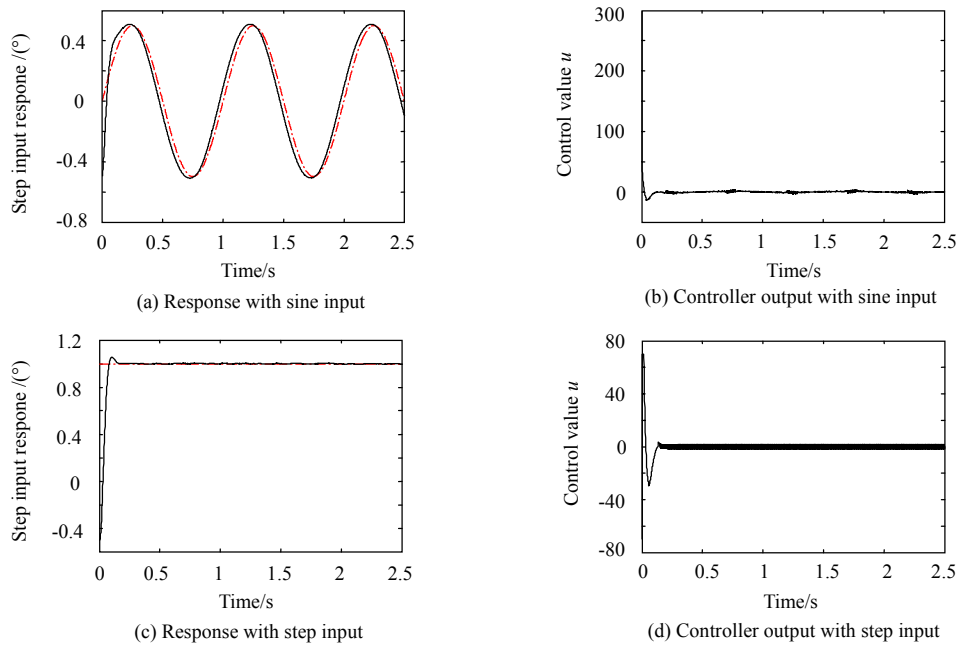 Step input respone /(°)
0.4
0
-0.4
-0.8
0 0.5 1 1.5 2 2.5
Time/s
(a) Response with sine input
Control value u
300
200
100
0
0 0.5 1 1.5 2 2.5
Time/s
(b) Controller output with sine input
Step input respone /(°)
1.2
0.8
0.4
0
-0.4
0 0.5 1 1.5 2 2.5
Time/s
(c) Response with step input
Control value u
80
40
0
-40
-80
0 0.5 1 1.5 2 2.5
Time/s
(d) Controller output with step input